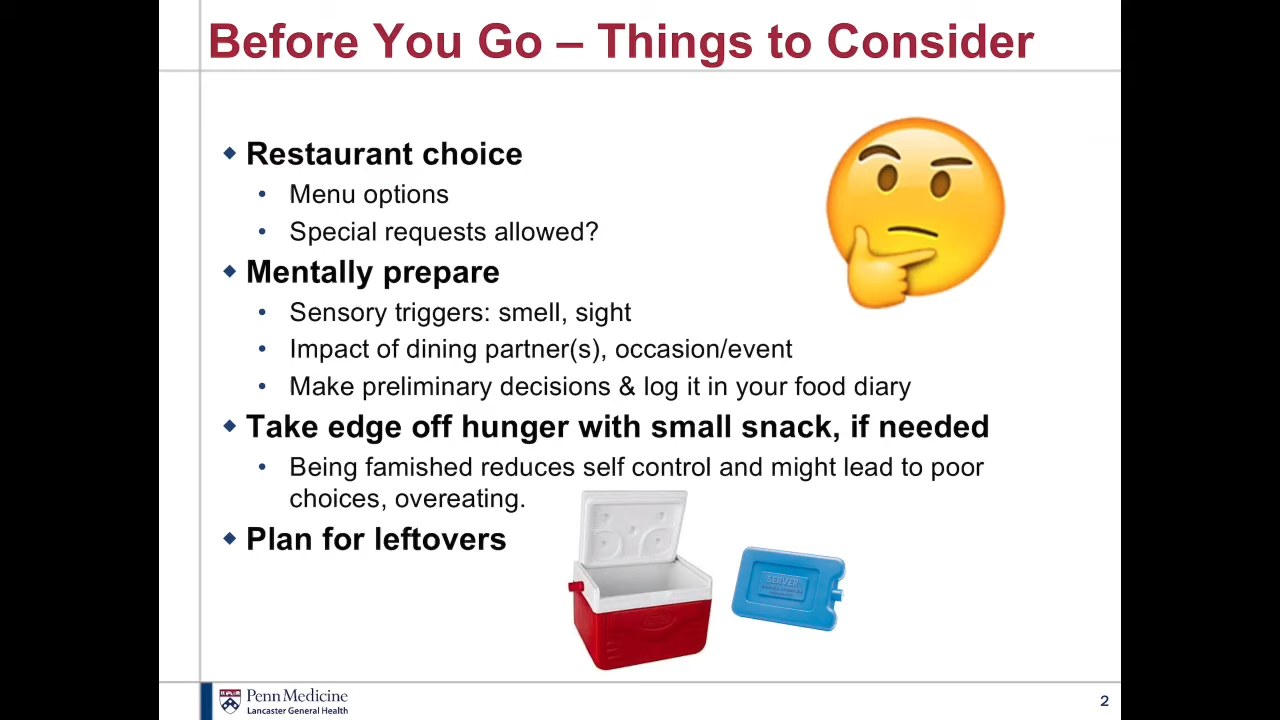 Before You Go – Things to Consider
Restaurant choice
Menu options
Special requests allowed?
Mentally prepare
Sensory triggers: smell, sight
Impact of dining partner(s), occasion/event
Make preliminary decisions & log it in your food diary
Take edge off hunger with small snack, if needed
Being famished reduces self control and might lead to poor
choices, overeating.
Plan for leftovers
SERVER
Penn Medicine
Lancaster General Health
2